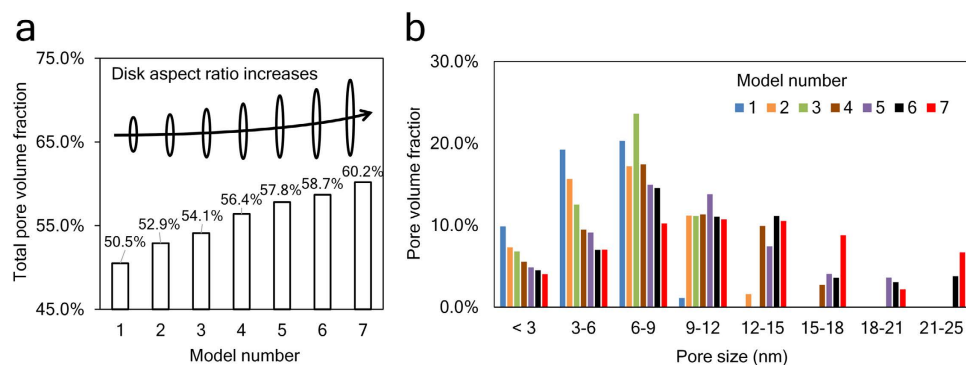 a
75.0%
65.0%
55.0%
45.0%
Total pore volume fraction
Disk aspect ratio increases
50.5%
52.9%
54.1%
56.4%
57.8%
58.7%
60.2%
1 2 3 4 5 6 7
Model number
b
30.0%
20.0%
10.0%
0.0%
Pore volume fraction
Model number
1 2 3 4 5 6 7
< 3 3-6 6-9 9-12 12-15 15-18 18-21 21-25
Pore size (nm)